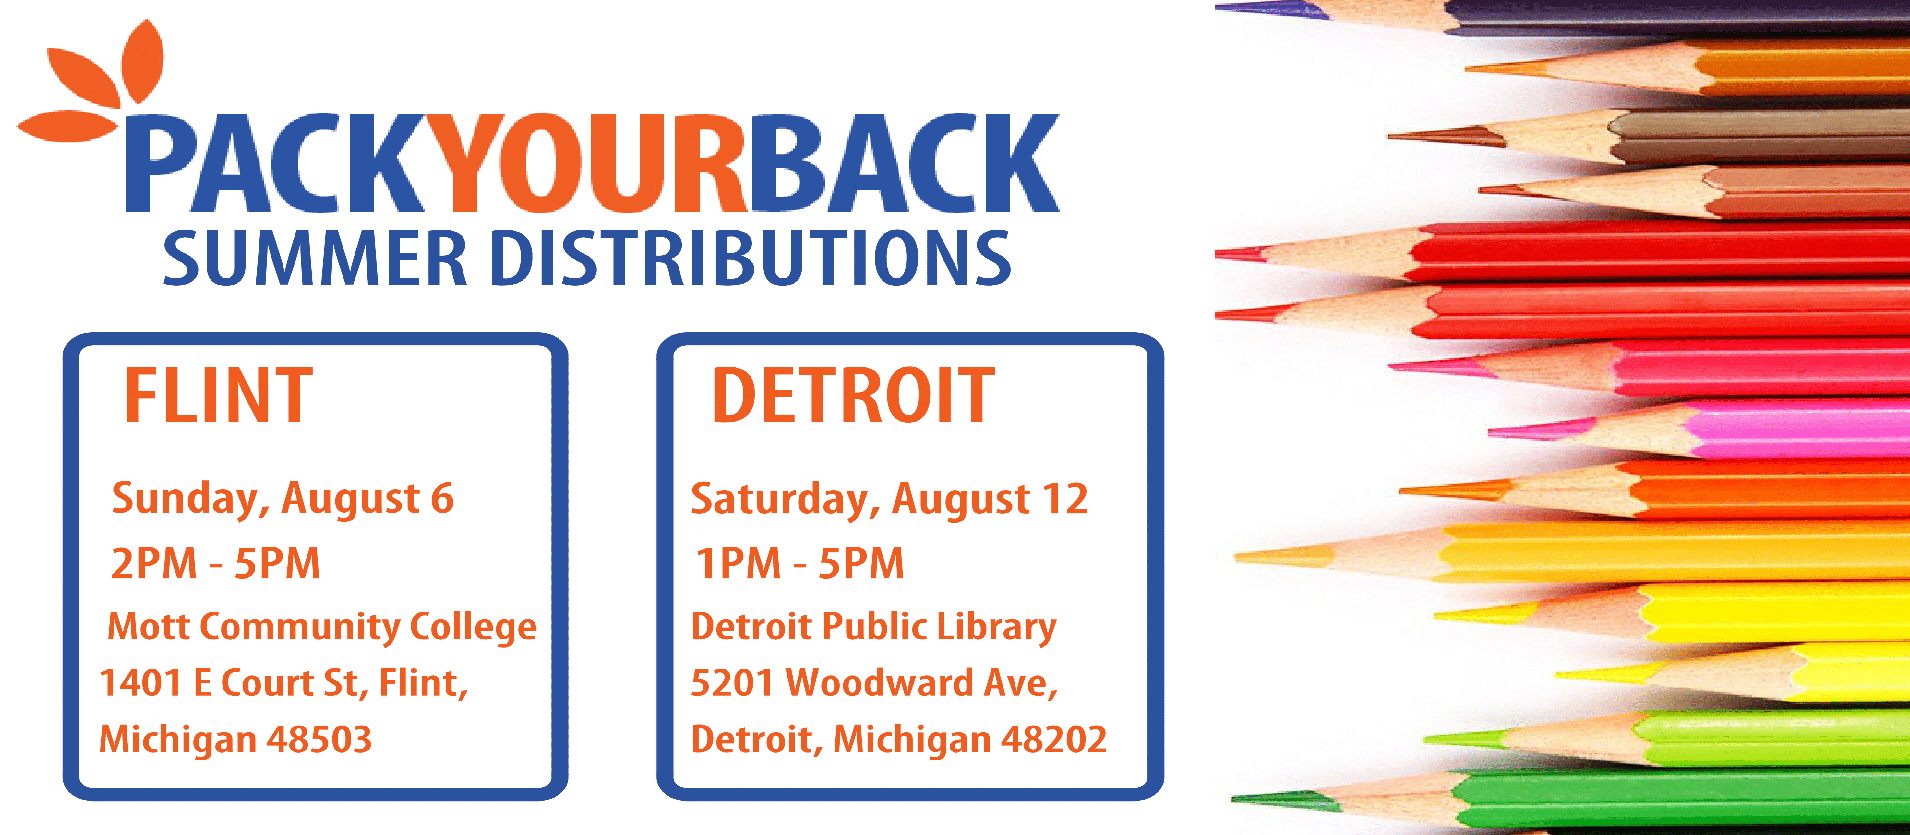 PACKYOURBACK
SUMMER DISTRIBUTIONS
FLINT
Sunday, August 6
2PM - 5PM
Mott Community College
1401 E Court St, Flint,
Michigan 48503
DETROIT
Saturday, August 12
1PM - 5PM
Detroit Public Library
5201 Woodward Ave,
Detroit, Michigan 48202